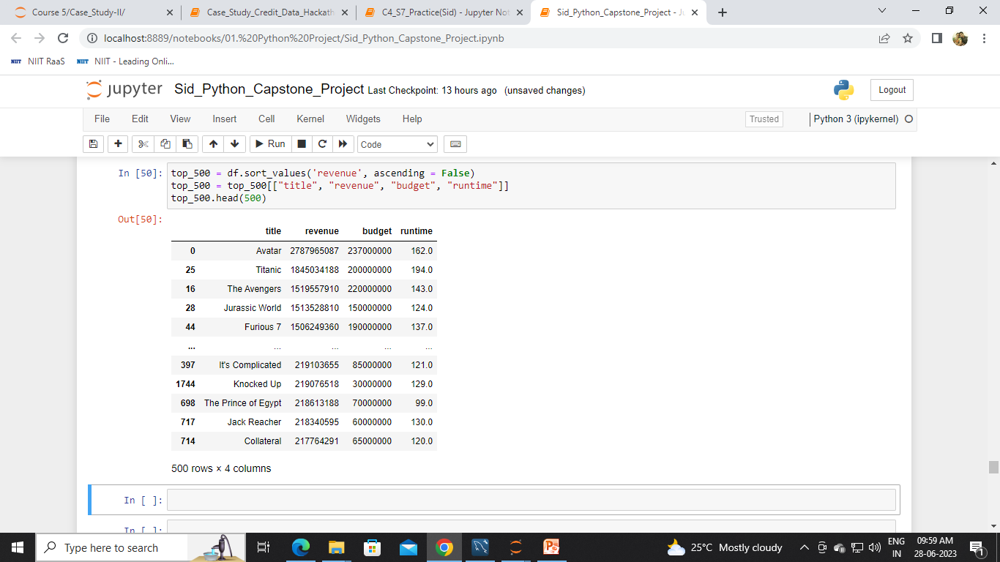 Course 5/Case_Study-II/
Case_Study_Credit_Data_Hackath
C4_S7_Practice(Sid) - Jupyter Not
Sid_Python_Capstone_Project - Ju
localhost:8889/notebooks/01.%20Python%20Project/Sid_Python_Capstone_Project.ipynb
NIIT NIIT RaaS NIIT NIIT - Leading Onli...
jupyter Sid_Python_Capstone_Project Last Checkpoint: 13 hours ago (unsaved changes) Logout
File Edit View Insert Cell Kernel Widgets Help Trusted Python 3 (ipykernel)
Run Code
In [50]: top_500 = df.sort_values('revenue', ascending = False)
top_500 = top_500[["title", "revenue", "budget", "runtime"]]
top_500.head(500)
Out[50]:
title revenue budget runtime
0 Avatar 2787965087 237000000 162.0
25 Titanic 1845034188 200000000 194.0
16 The Avengers 1519557910 220000000 143.0
28 Jurassic World 1513528810 150000000 124.0
44 Furious 7 1506249360 190000000 137.0
... ... ... ... ...
397 It's Complicated 219103655 85000000 121.0
1744 Knocked Up 219076518 30000000 129.0
698 The Prince of Egypt 218613188 70000000 99.0
717 Jack Reacher 218340595 60000000 130.0
714 Collateral 217764291 65000000 120.0
500 rows × 4 columns
In [ ]:
In [ ]:
Type here to search
25°C Mostly cloudy
ENG
IN
09:59 AM
28-06-2023
1